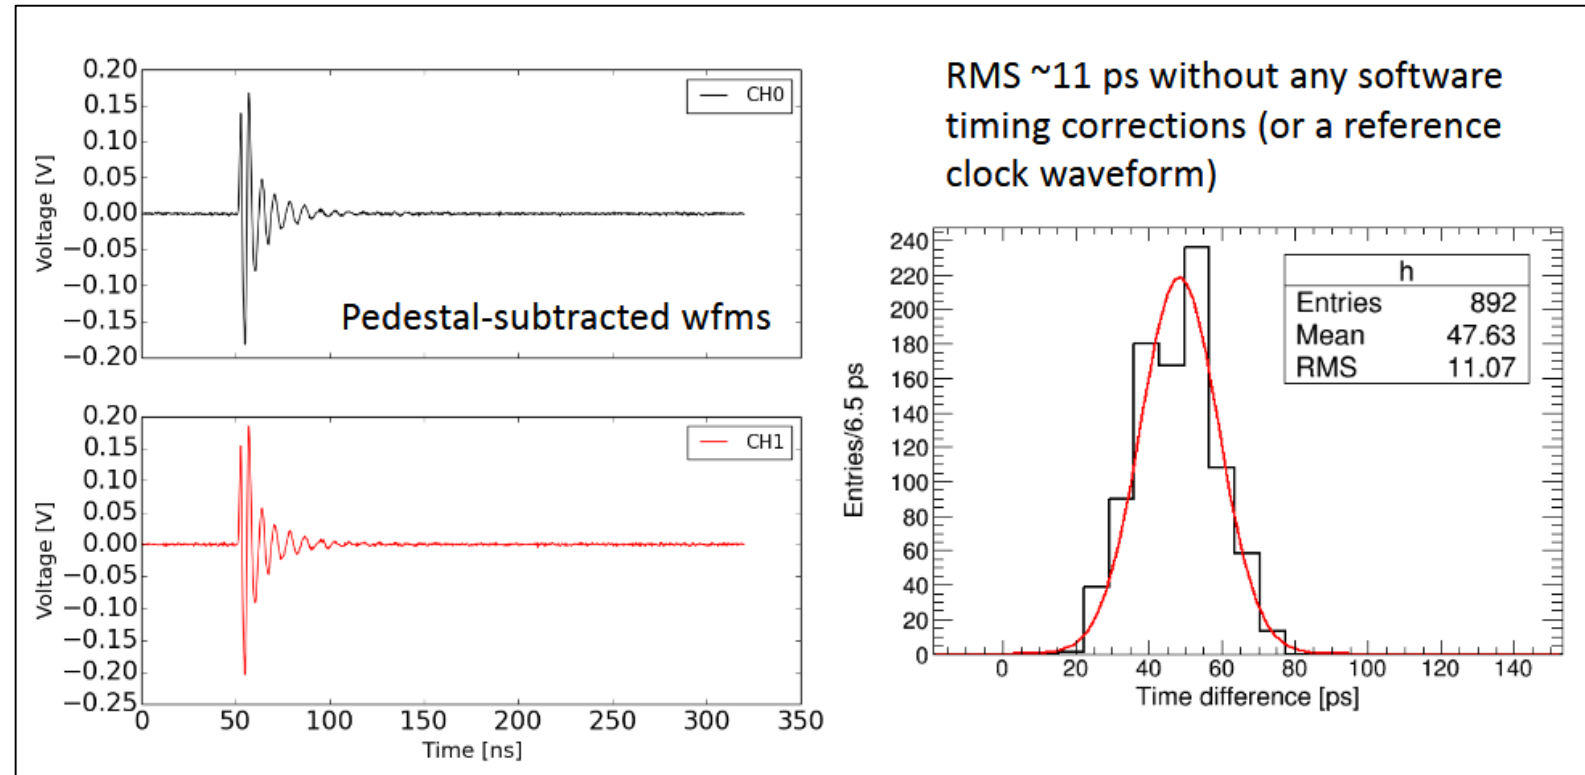 0.20
0.15
0.10
0.05
0.00
−0.05
−0.10
−0.15
−0.20
Voltage [V]
CH0
Pedestal-subtracted wfms
0.20
0.15
0.10
0.05
0.00
−0.05
−0.10
−0.15
−0.20
−0.25
Voltage [V]
CH1
0 50 100 150 200 250 300 350
Time [ns]
RMS ~11 ps without any software
timing corrections (or a reference
clock waveform)
240
220
200
180
160
140
120
100
80
60
40
20
0
Entries/6.5 ps
h
Entries 892
Mean 47.63
RMS 11.07
0 20 40 60 80 100 120 140
Time difference [ps]